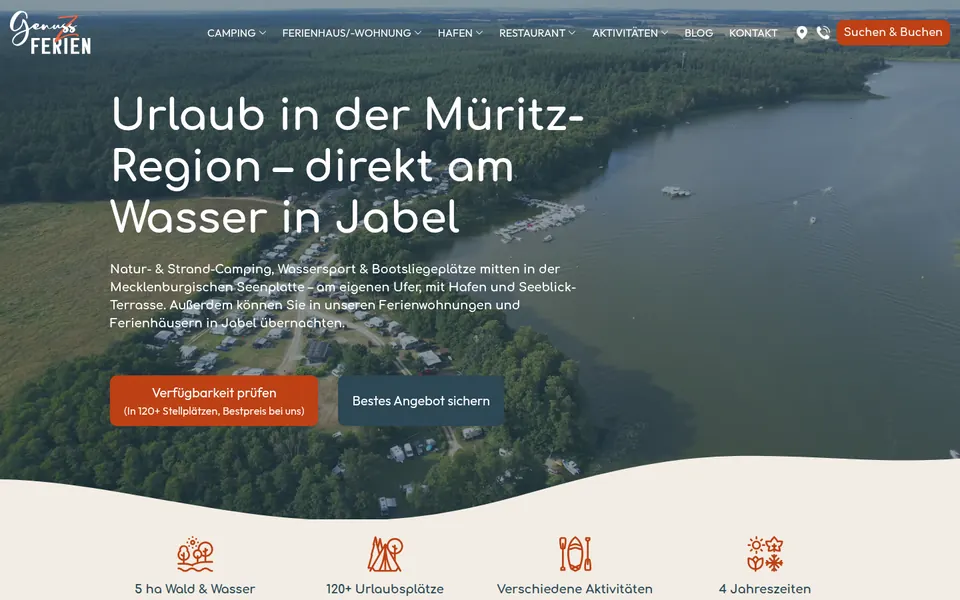 Genuss
FERIEN
CAMPING
FERIENHAUS/-WOHNUNG
HAFEN
RESTAURANT
AKTIVITÄTEN
BLOG
KONTAKT
Suchen & Buchen
Urlaub in der Müritz-
Region – direkt am
Wasser in Jabel
Natur- & Strand-Camping, Wassersport & Bootsliegeplätze mitten in der
Mecklenburgischen Seenplatte – am eigenen Ufer, mit Hafen und Seeblick-
Terrasse. Außerdem können Sie in unseren Ferienwohnungen und
Ferienhäusern in Jabel übernachten.
Verfügbarkeit prüfen
(In 120+ Stellplätzen, Bestpreis bei uns)
Bestes Angebot sichern
5 ha Wald & Wasser
120+ Urlaubsplätze
Verschiedene Aktivitäten
4 Jahreszeiten